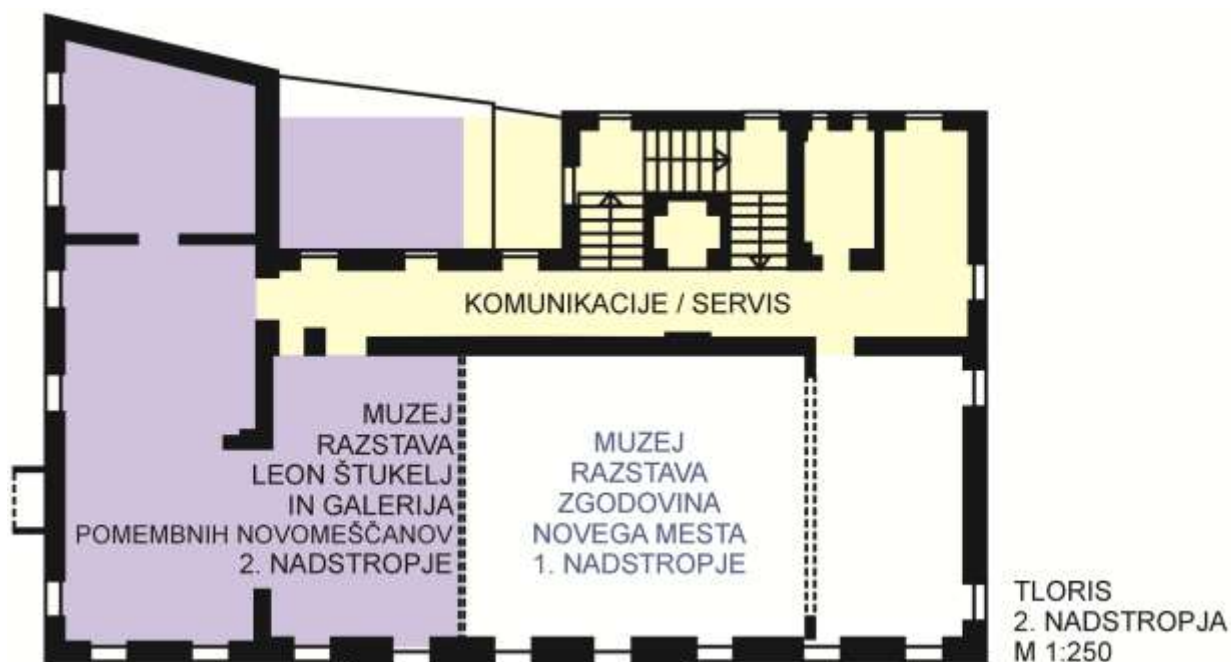 KOMUNIKACIJE / SERVIS
MUZEJ
RAZSTAVA
LEON ŠTUKELJ
IN GALERIJA
POMEMBNIH NOVOMEŠČANOV
2. NADSTROPJE
MUZEJ
RAZSTAVA
ZGODOVINA
NOVEGA MESTA
1. NADSTROPJE
TLORIS
2. NADSTROPJA
M 1:250